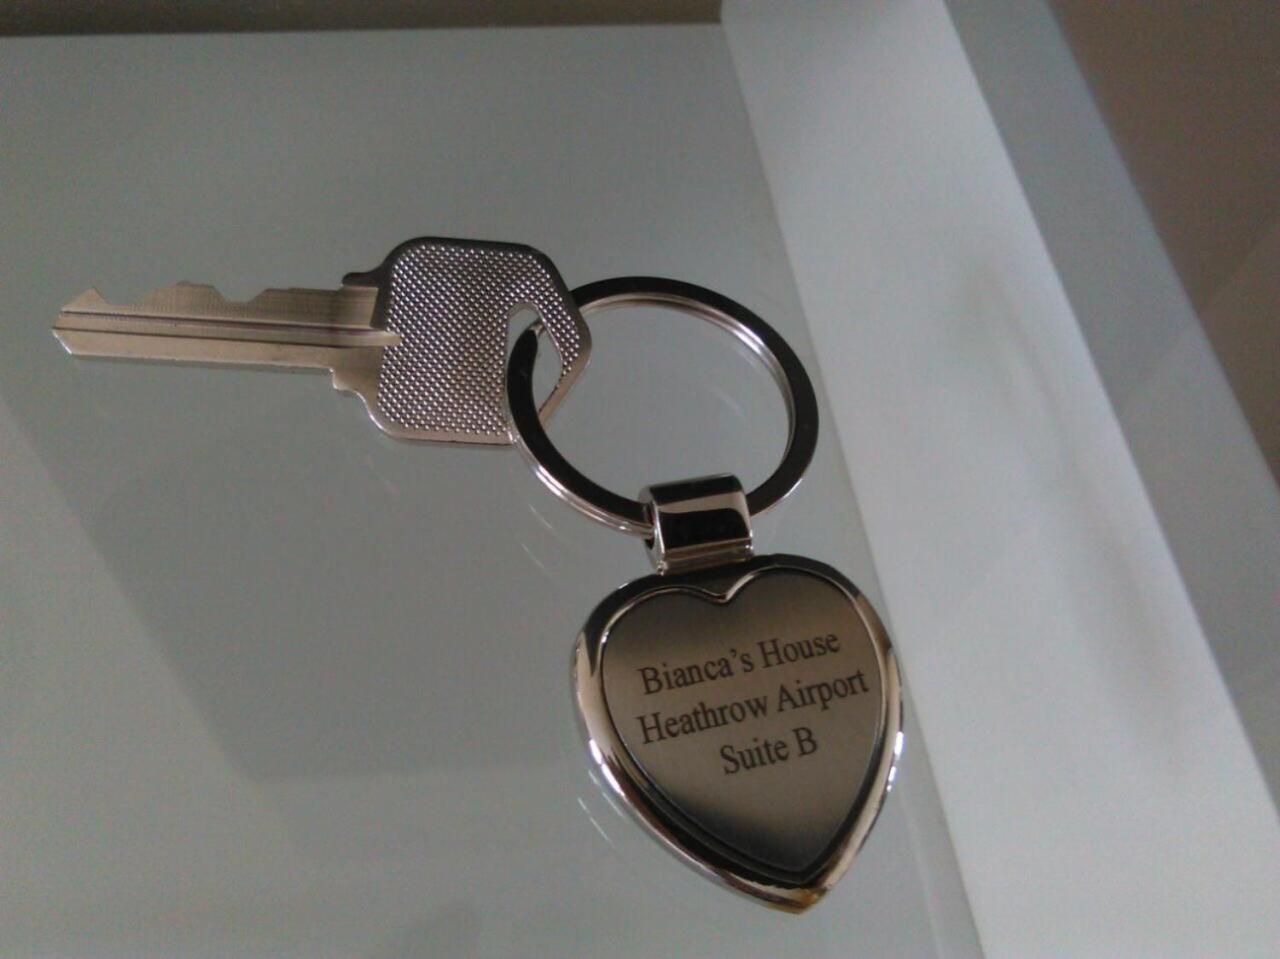 Bianca’s House
Heathrow Airport
Suite B